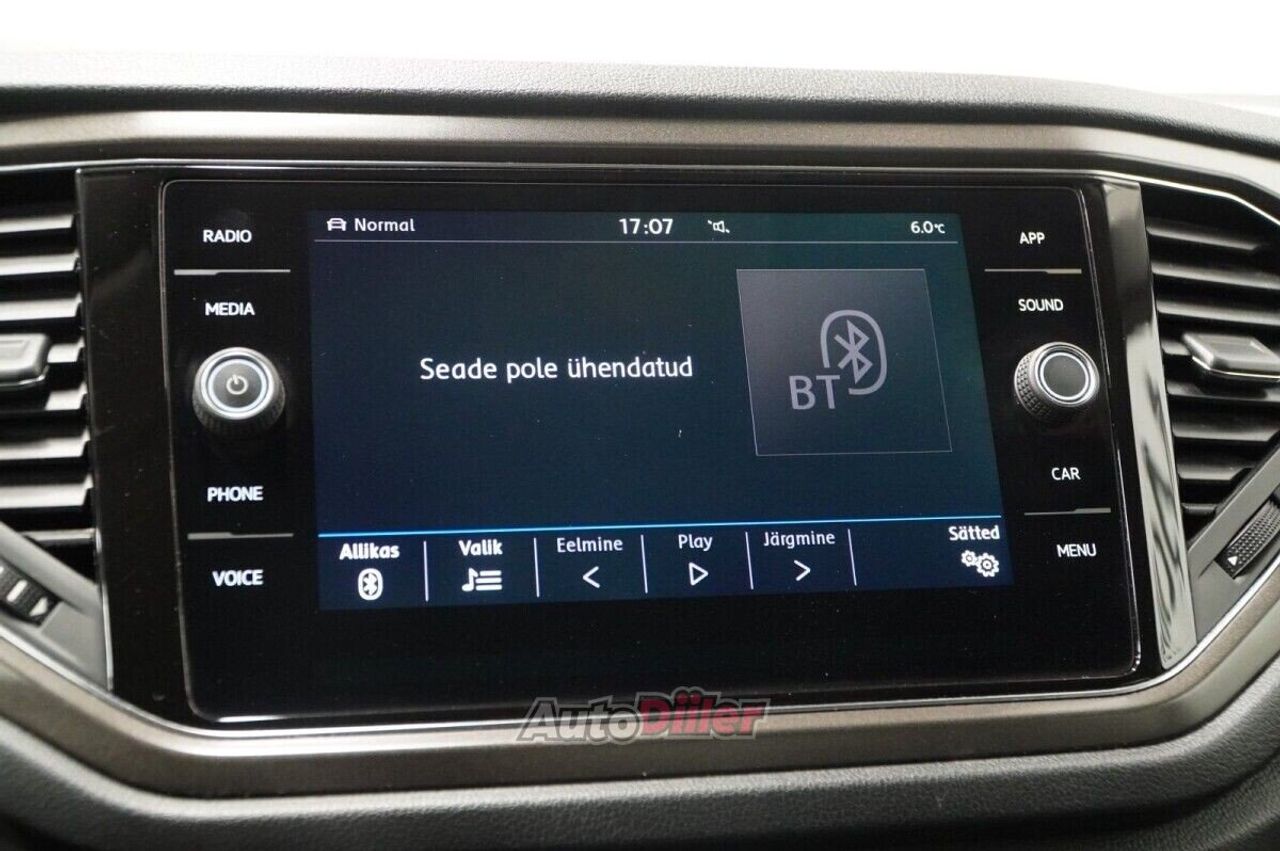 RADIO
MEDIA
PHONE
VOICE
Normal 17:07 6.0°C
Seade pole ühendatud
BT
Allikas Valik Eelmine Play Järgmine Sätted
APP
SOUND
CAR
MENU
AutoDiiler